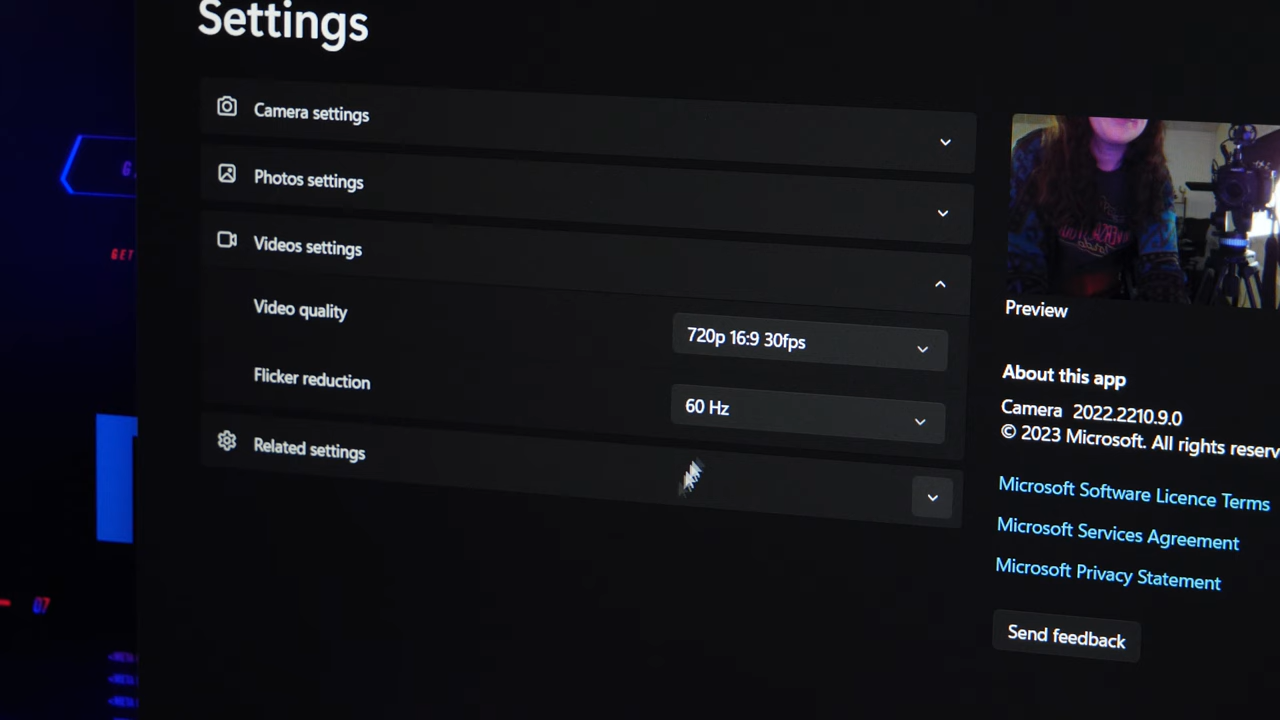 Settings
Camera settings
Photos settings
Videos settings
Video quality
720p 16:9 30fps
Flicker reduction
60 Hz
Related settings
Preview
About this app
Camera 2022.2210.9.0
© 2023 Microsoft. All rights reserv
Microsoft Software Licence Terms
Microsoft Services Agreement
Microsoft Privacy Statement
Send feedback
GET
07